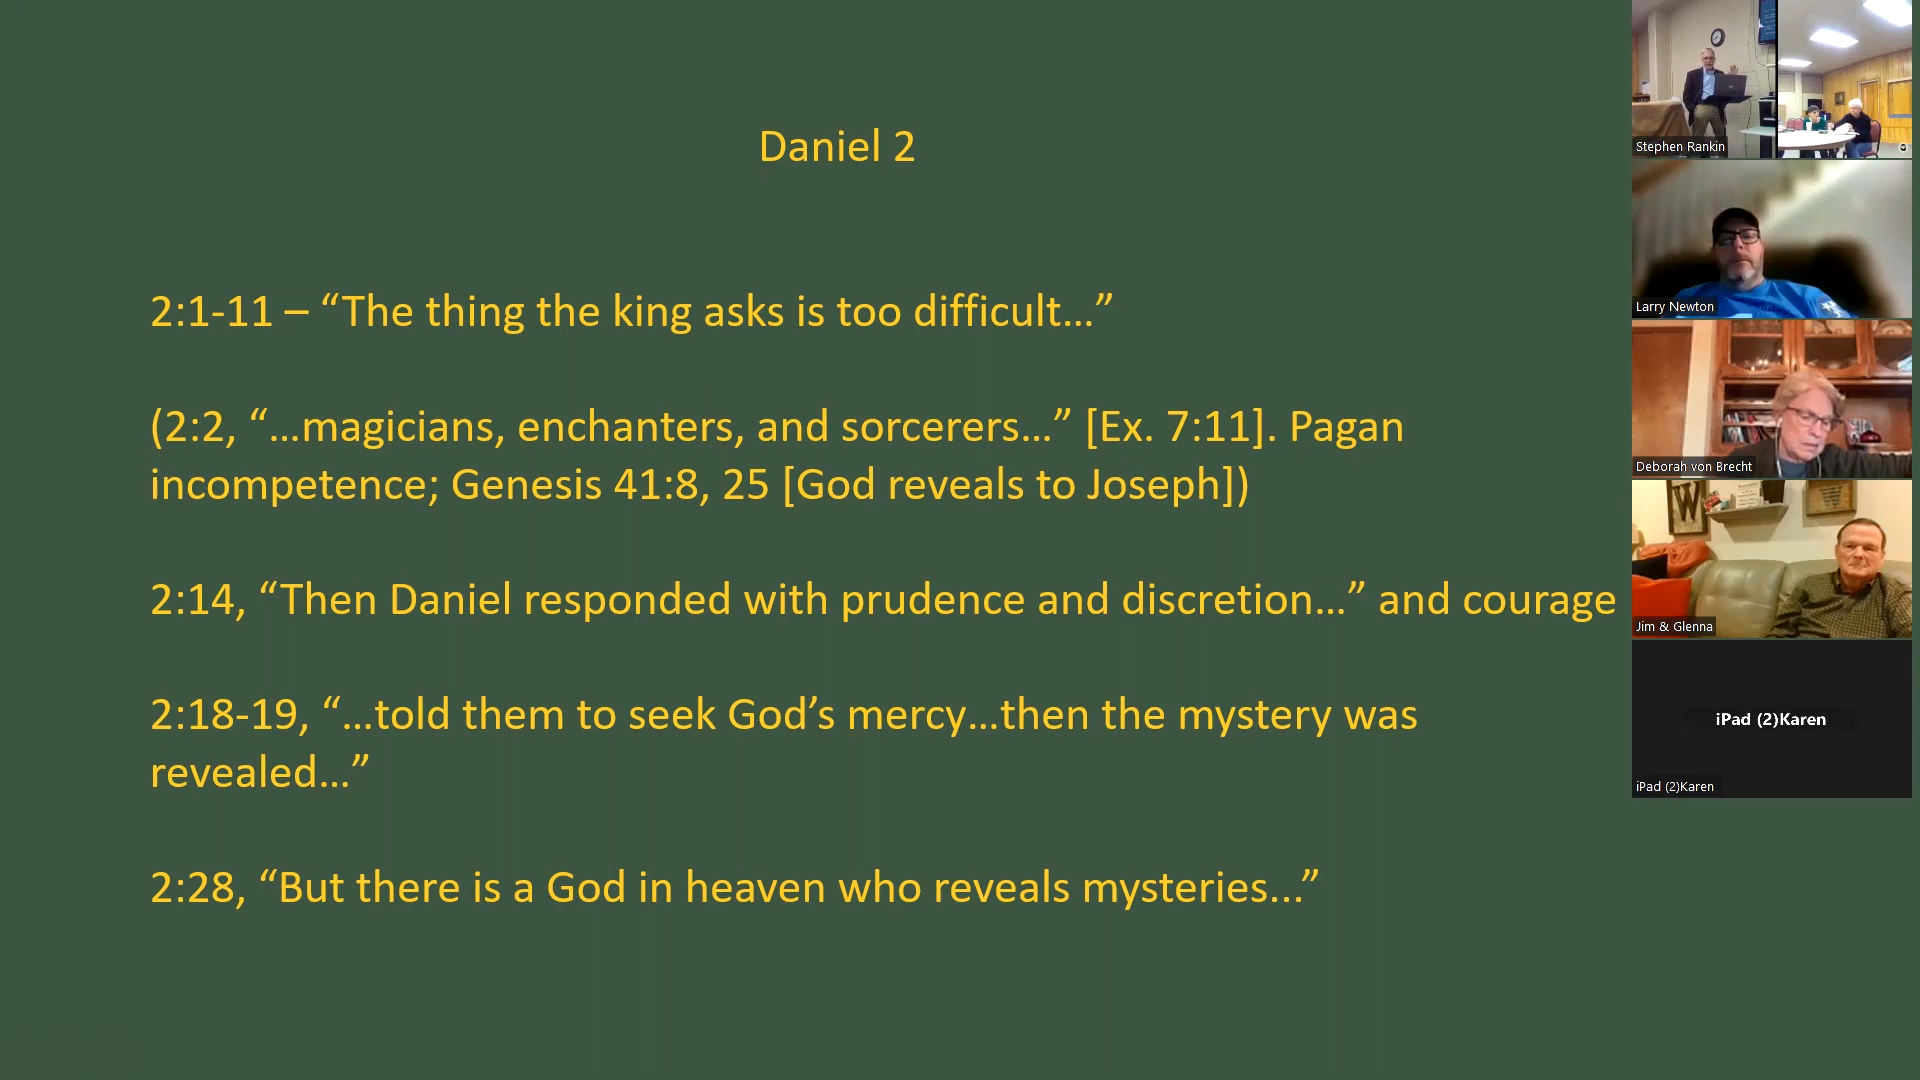 Daniel 2
2:1-11 – “The thing the king asks is too difficult…”
(2:2, “…magicians, enchanters, and sorcerers…” [Ex. 7:11]. Pagan
incompetence; Genesis 41:8, 25 [God reveals to Joseph])
2:14, “Then Daniel responded with prudence and discretion…” and courage
2:18-19, “…told them to seek God’s mercy…then the mystery was
revealed…”
2:28, “But there is a God in heaven who reveals mysteries...”
Stephen Rankin
Larry Newton
Deborah von Brecht
W
Jim & Glenna
iPad (2)Karen
iPad (2)Karen